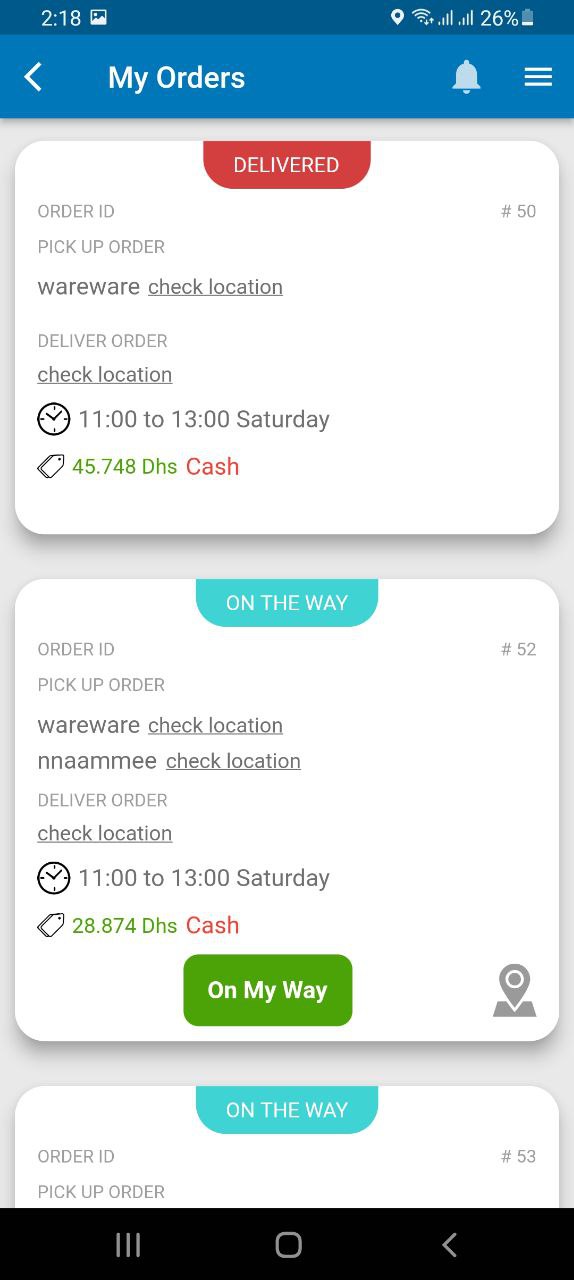 2:18 26%
My Orders
DELIVERED
ORDER ID # 50
PICK UP ORDER
wareware check location
DELIVER ORDER
check location
11:00 to 13:00 Saturday
45.748 Dhs Cash
ON THE WAY
ORDER ID # 52
PICK UP ORDER
wareware check location
nnaammee check location
DELIVER ORDER
check location
11:00 to 13:00 Saturday
28.874 Dhs Cash
On My Way
ON THE WAY
ORDER ID # 53
PICK UP ORDER